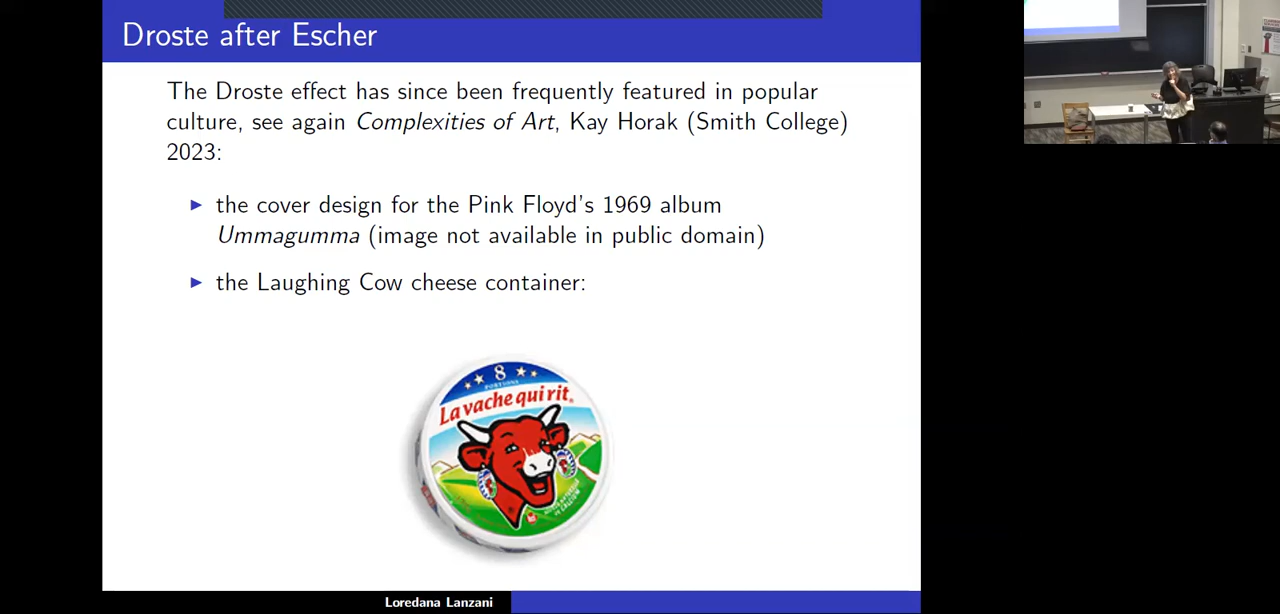 Droste after Escher
The Droste effect has since been frequently featured in popular
culture, see again Complexities of Art, Kay Horak (Smith College)
2023:
the cover design for the Pink Floyd's 1969 album
Ummagumma (image not available in public domain)
the Laughing Cow cheese container:
8
PORTIONS
La vache qui rit
Loredana Lanzani